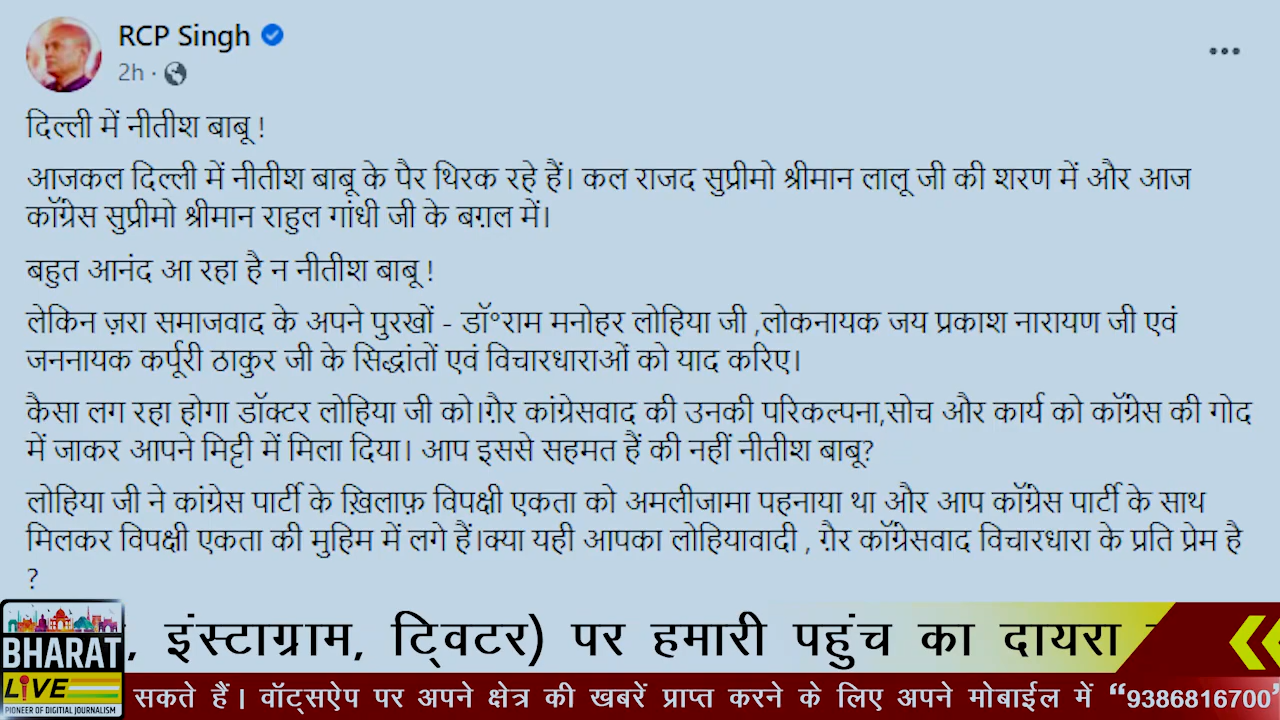 RCP Singh
2h ·
दिल्ली में नीतीश बाबू !
आजकल दिल्ली में नीतीश बाबू के पैर थिरक रहे हैं। कल राजद सुप्रीमो श्रीमान लालू जी की शरण में और आज
कॉंग्रेस सुप्रीमो श्रीमान राहुल गांधी जी के बग़ल में।
बहुत आनंद आ रहा है न नीतीश बाबू !
लेकिन ज़रा समाजवाद के अपने पुरखों - डॉ°राम मनोहर लोहिया जी ,लोकनायक जय प्रकाश नारायण जी एवं
जननायक कर्पूरी ठाकुर जी के सिद्धांतों एवं विचारधाराओं को याद करिए।
कैसा लग रहा होगा डॉक्टर लोहिया जी को।ग़ैर कांग्रेसवाद की उनकी परिकल्पना,सोच और कार्य को कॉंग्रेस की गोद
में जाकर आपने मिट्टी में मिला दिया। आप इससे सहमत हैं की नहीं नीतीश बाबू?
लोहिया जी ने कांग्रेस पार्टी के ख़िलाफ़ विपक्षी एकता को अमलीजामा पहनाया था और आप कॉंग्रेस पार्टी के साथ
मिलकर विपक्षी एकता की मुहिम में लगे हैं।क्या यही आपका लोहियावादी , ग़ैर कॉंग्रेसवाद विचारधारा के प्रति प्रेम है
?
, इंस्टाग्राम, ट्विटर) पर हमारी पहुंच का दायरा
BHARAT
LIVE
PIONEER OF DIGITIAL JOURNALISM
सकते हैं। वॉट्सऐप पर अपने क्षेत्र की खबरें प्राप्त करने के लिए अपने मोबाईल में “9386816700”